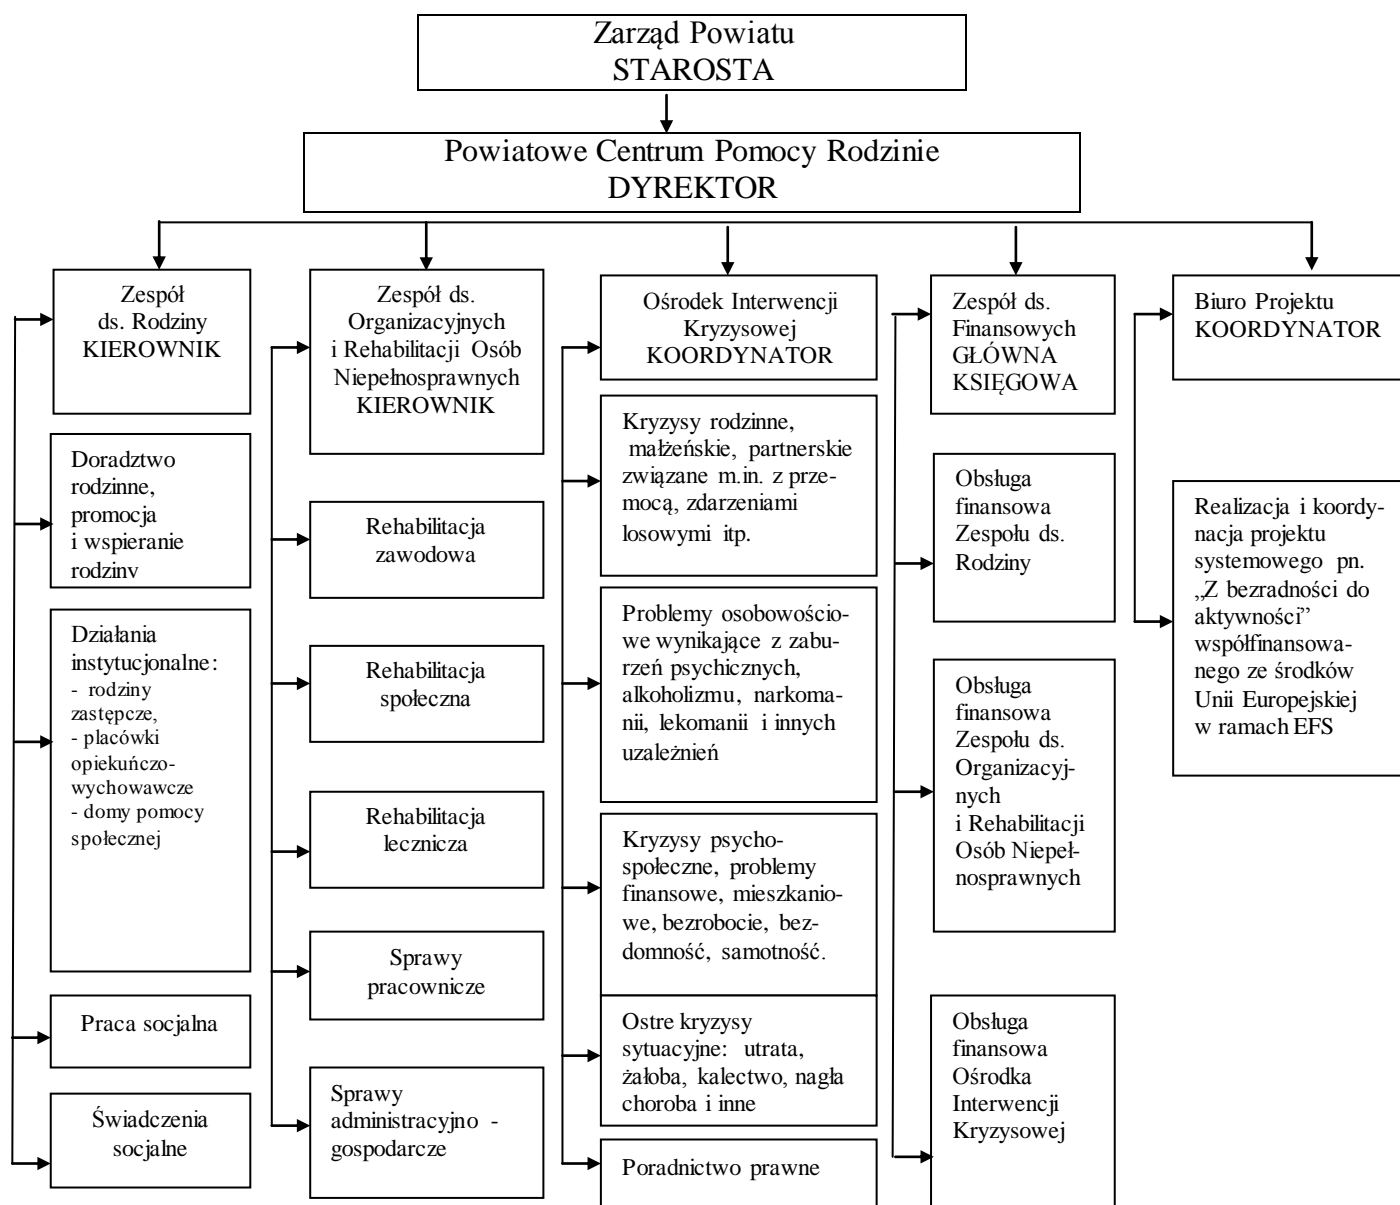 Zarząd Powiatu
STAROSTA
Powiatowe Centrum Pomocy Rodzinie
DYREKTOR
Zespół
ds. Rodziny
KIEROWNIK
Doradztwo
rodzinne,
promocja
i wspieranie
rodziny
Działania
instytucjonalne:
- rodziny
zastępcze,
- placówki
opiekuńczo-
wychowawcze
- domy pomocy
społecznej
Praca socjalna
Świadczenia
socjalne
Zespół ds.
Organizacyjnych
i Rehabilitacji Osób
Niepełnosprawnych
KIEROWNIK
Rehabilitacja
zawodowa
Rehabilitacja
społeczna
Rehabilitacja
lecznicza
Sprawy
pracownicze
Sprawy
administracyjno -
gospodarcze
Ośrodek Interwencji
Kryzysowej
KOORDYNATOR
Kryzysy rodzinne,
małżeńskie, partnerskie
związane m.in. z prze-
mocą, zdarzeniami
losowymi itp.
Problemy osobowościo-
we wynikające z zabu-
rzeń psychicznych,
alkoholizmu, narkoma-
nii, lekomanii i innych
uzależnień
Kryzysy psycho-
społeczne, problemy
finansowe, mieszkanio-
we, bezrobocie, bez-
domność, samotność.
Ostre kryzysy
sytuacyjne: utrata,
żałoba, kalectwo, nagła
choroba i inne
Poradnictwo prawne
Zespół ds.
Finansowych
GŁÓWNA
KSIĘGOWA
Obsługa
finansowa
Zespołu ds.
Rodziny
Obsługa
finansowa
Zespołu ds.
Organizacyj-
nych
i Rehabilitacji
Osób Niepeł-
nosprawnych
Obsługa
finansowa
Ośrodka
Interwencji
Kryzysowej
Biuro Projektu
KOORDYNATOR
Realizacja i koordy-
nacja projektu
systemowego pn.
„Z bezradności do
aktywności”
współfinansowa-
nego ze środków
Unii Europejskiej
w ramach EFS